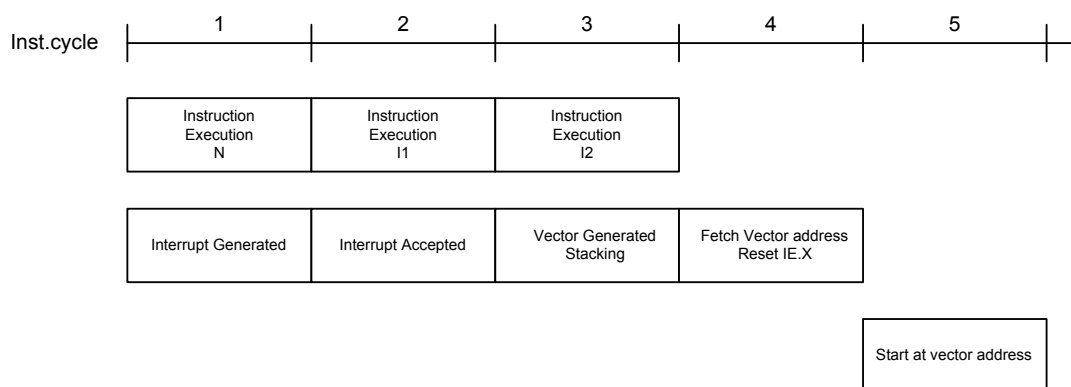 Inst.cycle
1
2
3
4
5
Instruction
Execution
N
Instruction
Execution
I1
Instruction
Execution
I2
Interrupt Generated
Interrupt Accepted
Vector Generated
Stacking
Fetch Vector address
Reset IE.X
Start at vector address